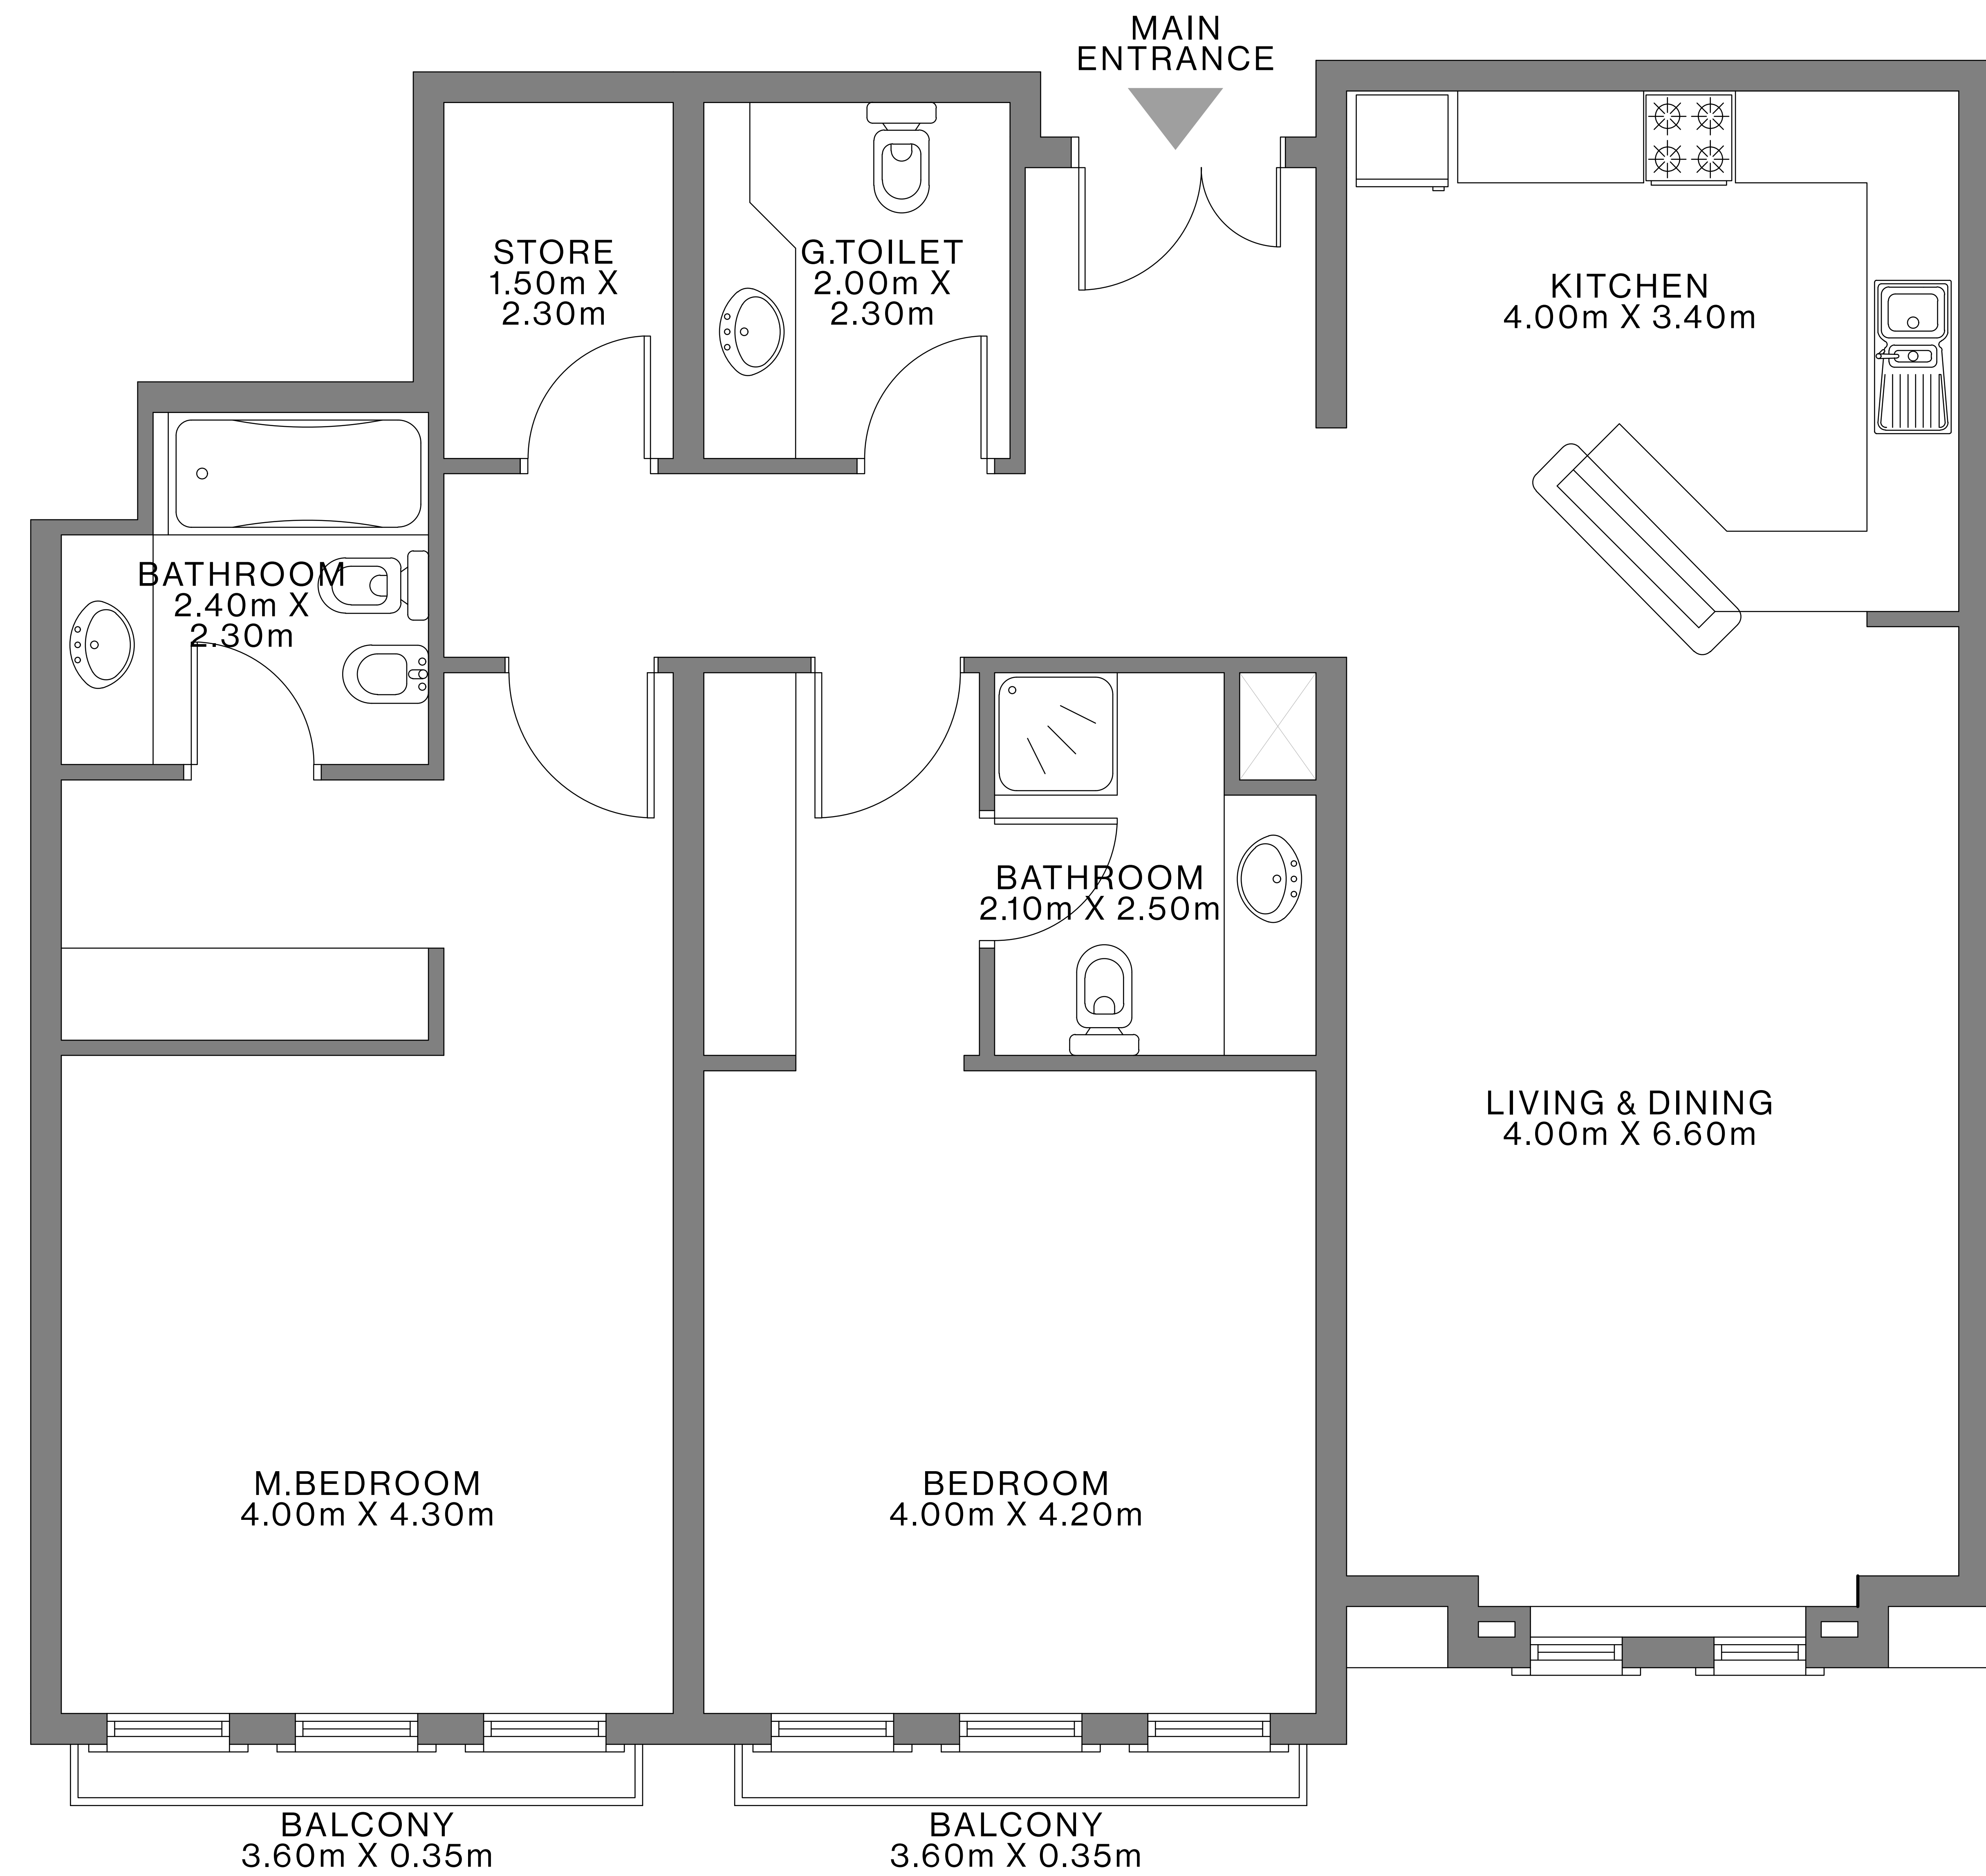 MAIN
ENTRANCE
STORE
1.50m X
2.30m
G.TOILET
2.00m X
2.30m
KITCHEN
4.00m X 3.40m
BATHROOM
2.40m X
2.30m
BATHROOM
2.10m X 2.50m
LIVING & DINING
4.00m X 6.60m
M.BEDROOM
4.00m X 4.30m
BEDROOM
4.00m X 4.20m
BALCONY
3.60m X 0.35m
BALCONY
3.60m X 0.35m